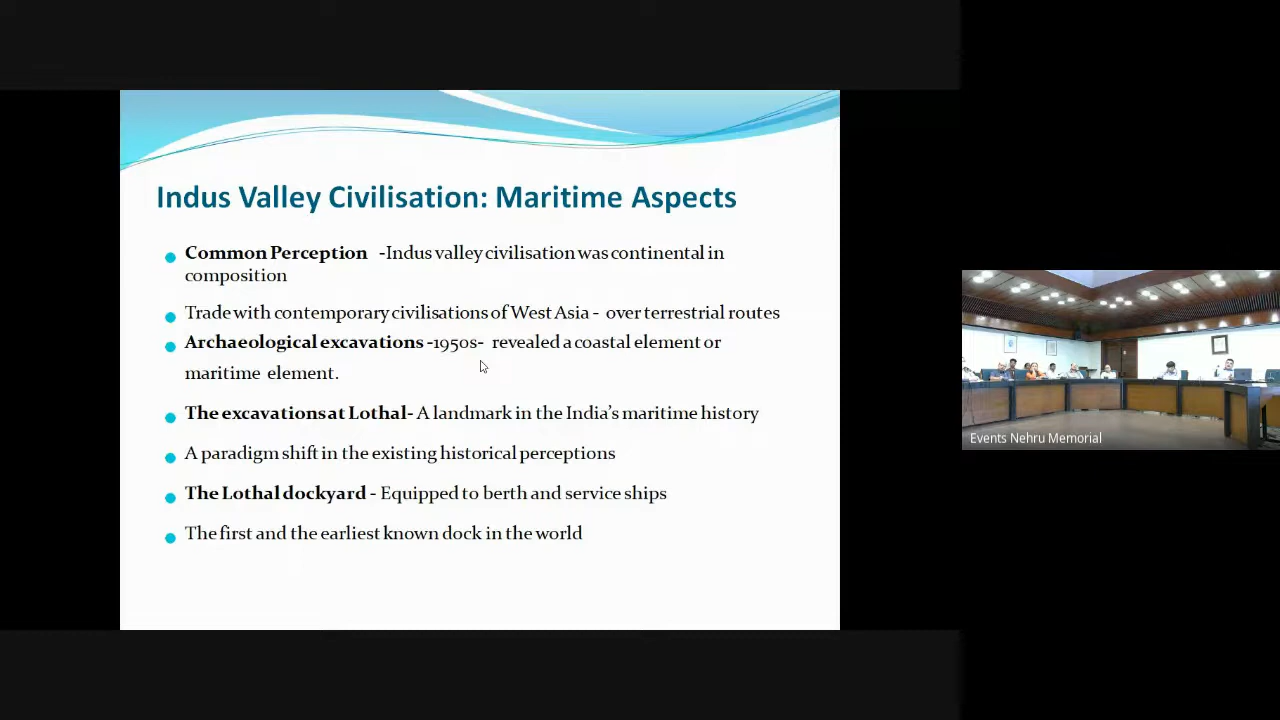 Indus Valley Civilisation: Maritime Aspects
Common Perception -Indus valley civilisation was continental in
composition
Trade with contemporary civilisations of West Asia - over terrestrial routes
Archaeological excavations -1950s- revealed a coastal element or
maritime element.
The excavations at Lothal- A landmark in the India's maritime history
A paradigm shift in the existing historical perceptions
The Lothal dockyard - Equipped to berth and service ships
The first and the earliest known dock in the world
Events Nehru Memorial